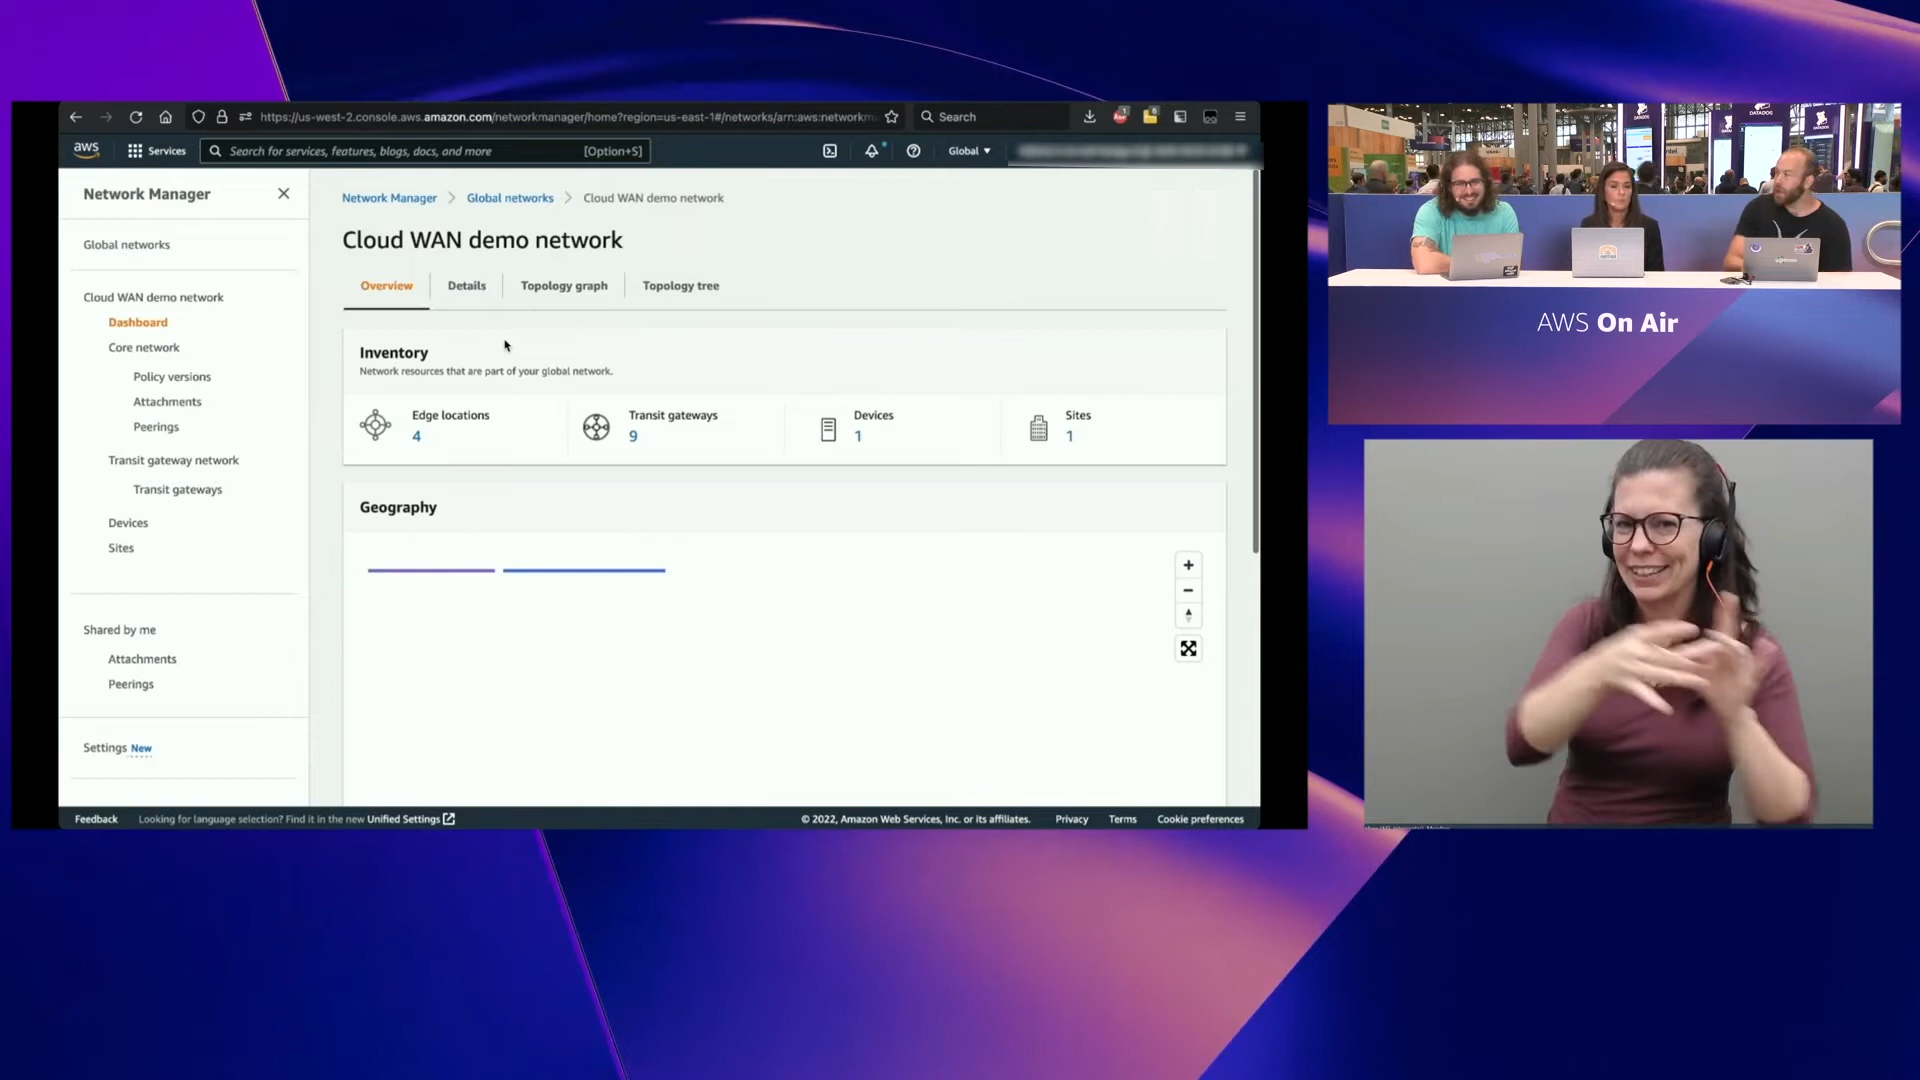 https://us-west-2.console.aws.amazon.com/networkmanager/home?region=us-east-1#/networks/arn:aws:networkm
Search
aws
Services
Search for services, features, blogs, docs, and more
[Option+S]
Global
Network Manager
Global networks
Cloud WAN demo network
Dashboard
Core network
Policy versions
Attachments
Peerings
Transit gateway network
Transit gateways
Devices
Sites
Shared by me
Attachments
Peerings
Settings New
Network Manager > Global networks > Cloud WAN demo network
Cloud WAN demo network
Overview
Details
Topology graph
Topology tree
Inventory
Network resources that are part of your global network.
Edge locations
4
Transit gateways
9
Devices
1
Sites
1
Geography
Feedback
Looking for language selection? Find it in the new Unified Settings
© 2022, Amazon Web Services, Inc. or its affiliates.
Privacy
Terms
Cookie preferences
DATADOG
AWS On Air